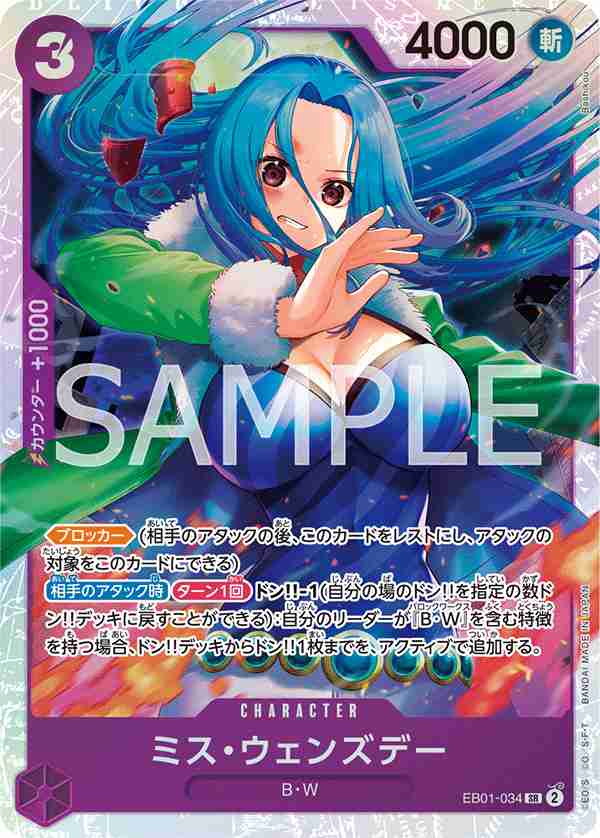 3
4000
斬
Bashikou
カウンター +1000
SAMPLE
ブロッカー (相手のアタックの後、このカードをレストにし、アタックの
対象をこのカードにできる)
相手のアタック時 ターン1回 ドン!!-1(自分の場のドン!!を指定の数ド
ン!!デッキに戻すことができる):自分のリーダーが『B・W』を含む特徴
を持つ場合、ドン!!デッキからドン!!1枚までを、アクティブで追加する。
CHARACTER
ミス・ウェンズデー
B・W
EB01-034 SR 2
©E.O/S. ©O./S・F・T BANDAI MADE IN JAPAN